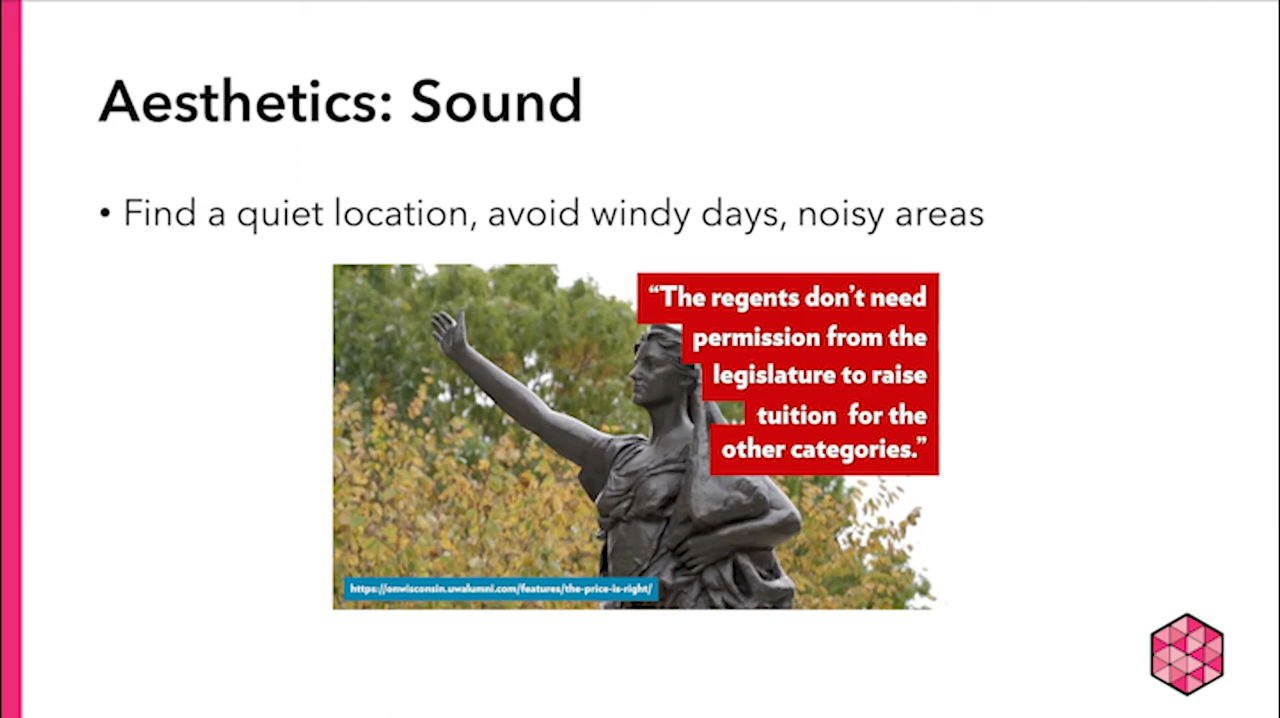 Aesthetics: Sound
• Find a quiet location, avoid windy days, noisy areas
“The regents don’t need
permission from the
legislature to raise
tuition for the
other categories.”
https://onwisconsin.uwalumni.com/features/the-price-is-right/